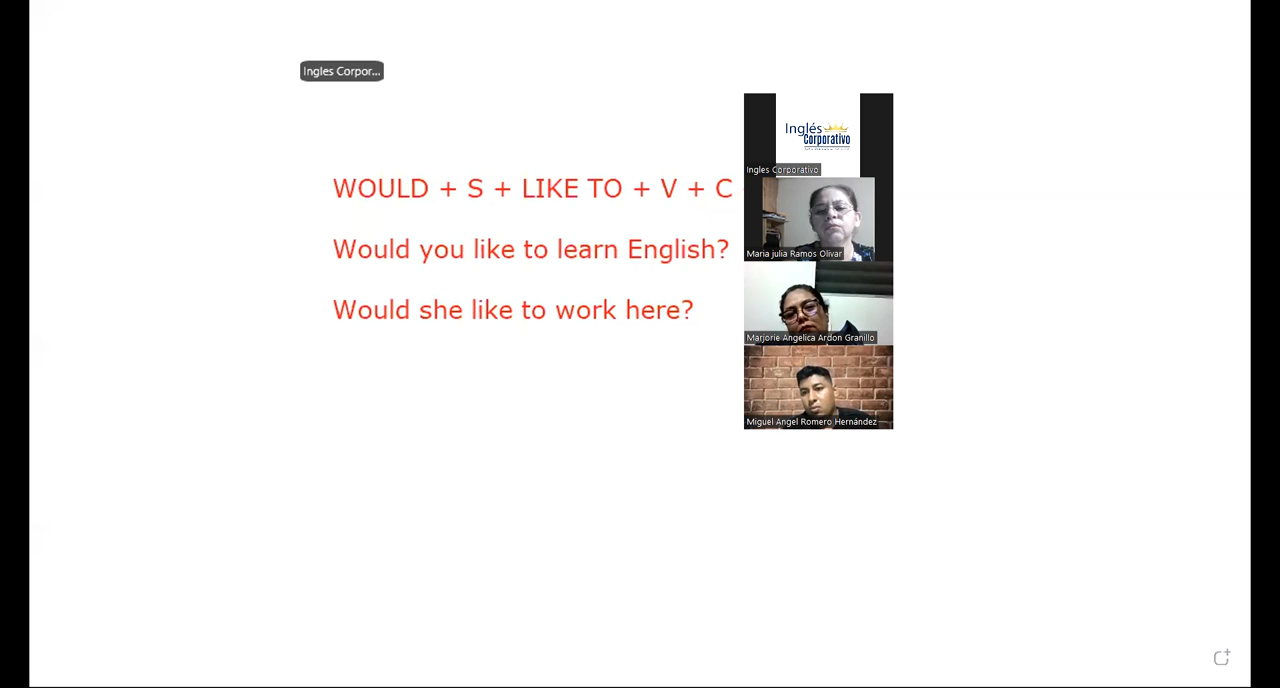 Ingles Corpor...
Inglés
Corporativo
Ingles Corporativo
WOULD + S + LIKE TO + V + C
Maria julia Ramos Olivar
Would you like to learn English?
Would she like to work here?
Marjorie Angelica Ardon Granillo
Miguel Angel Romero Hernández